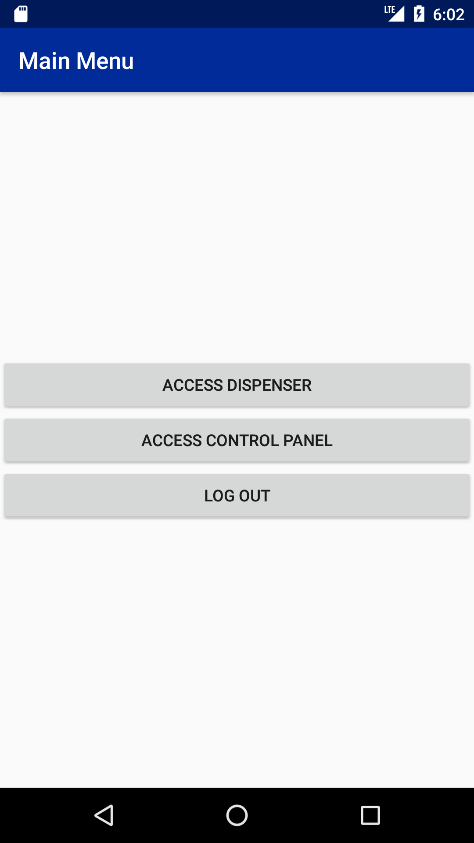 LTE 6:02
Main Menu
ACCESS DISPENSER
ACCESS CONTROL PANEL
LOG OUT